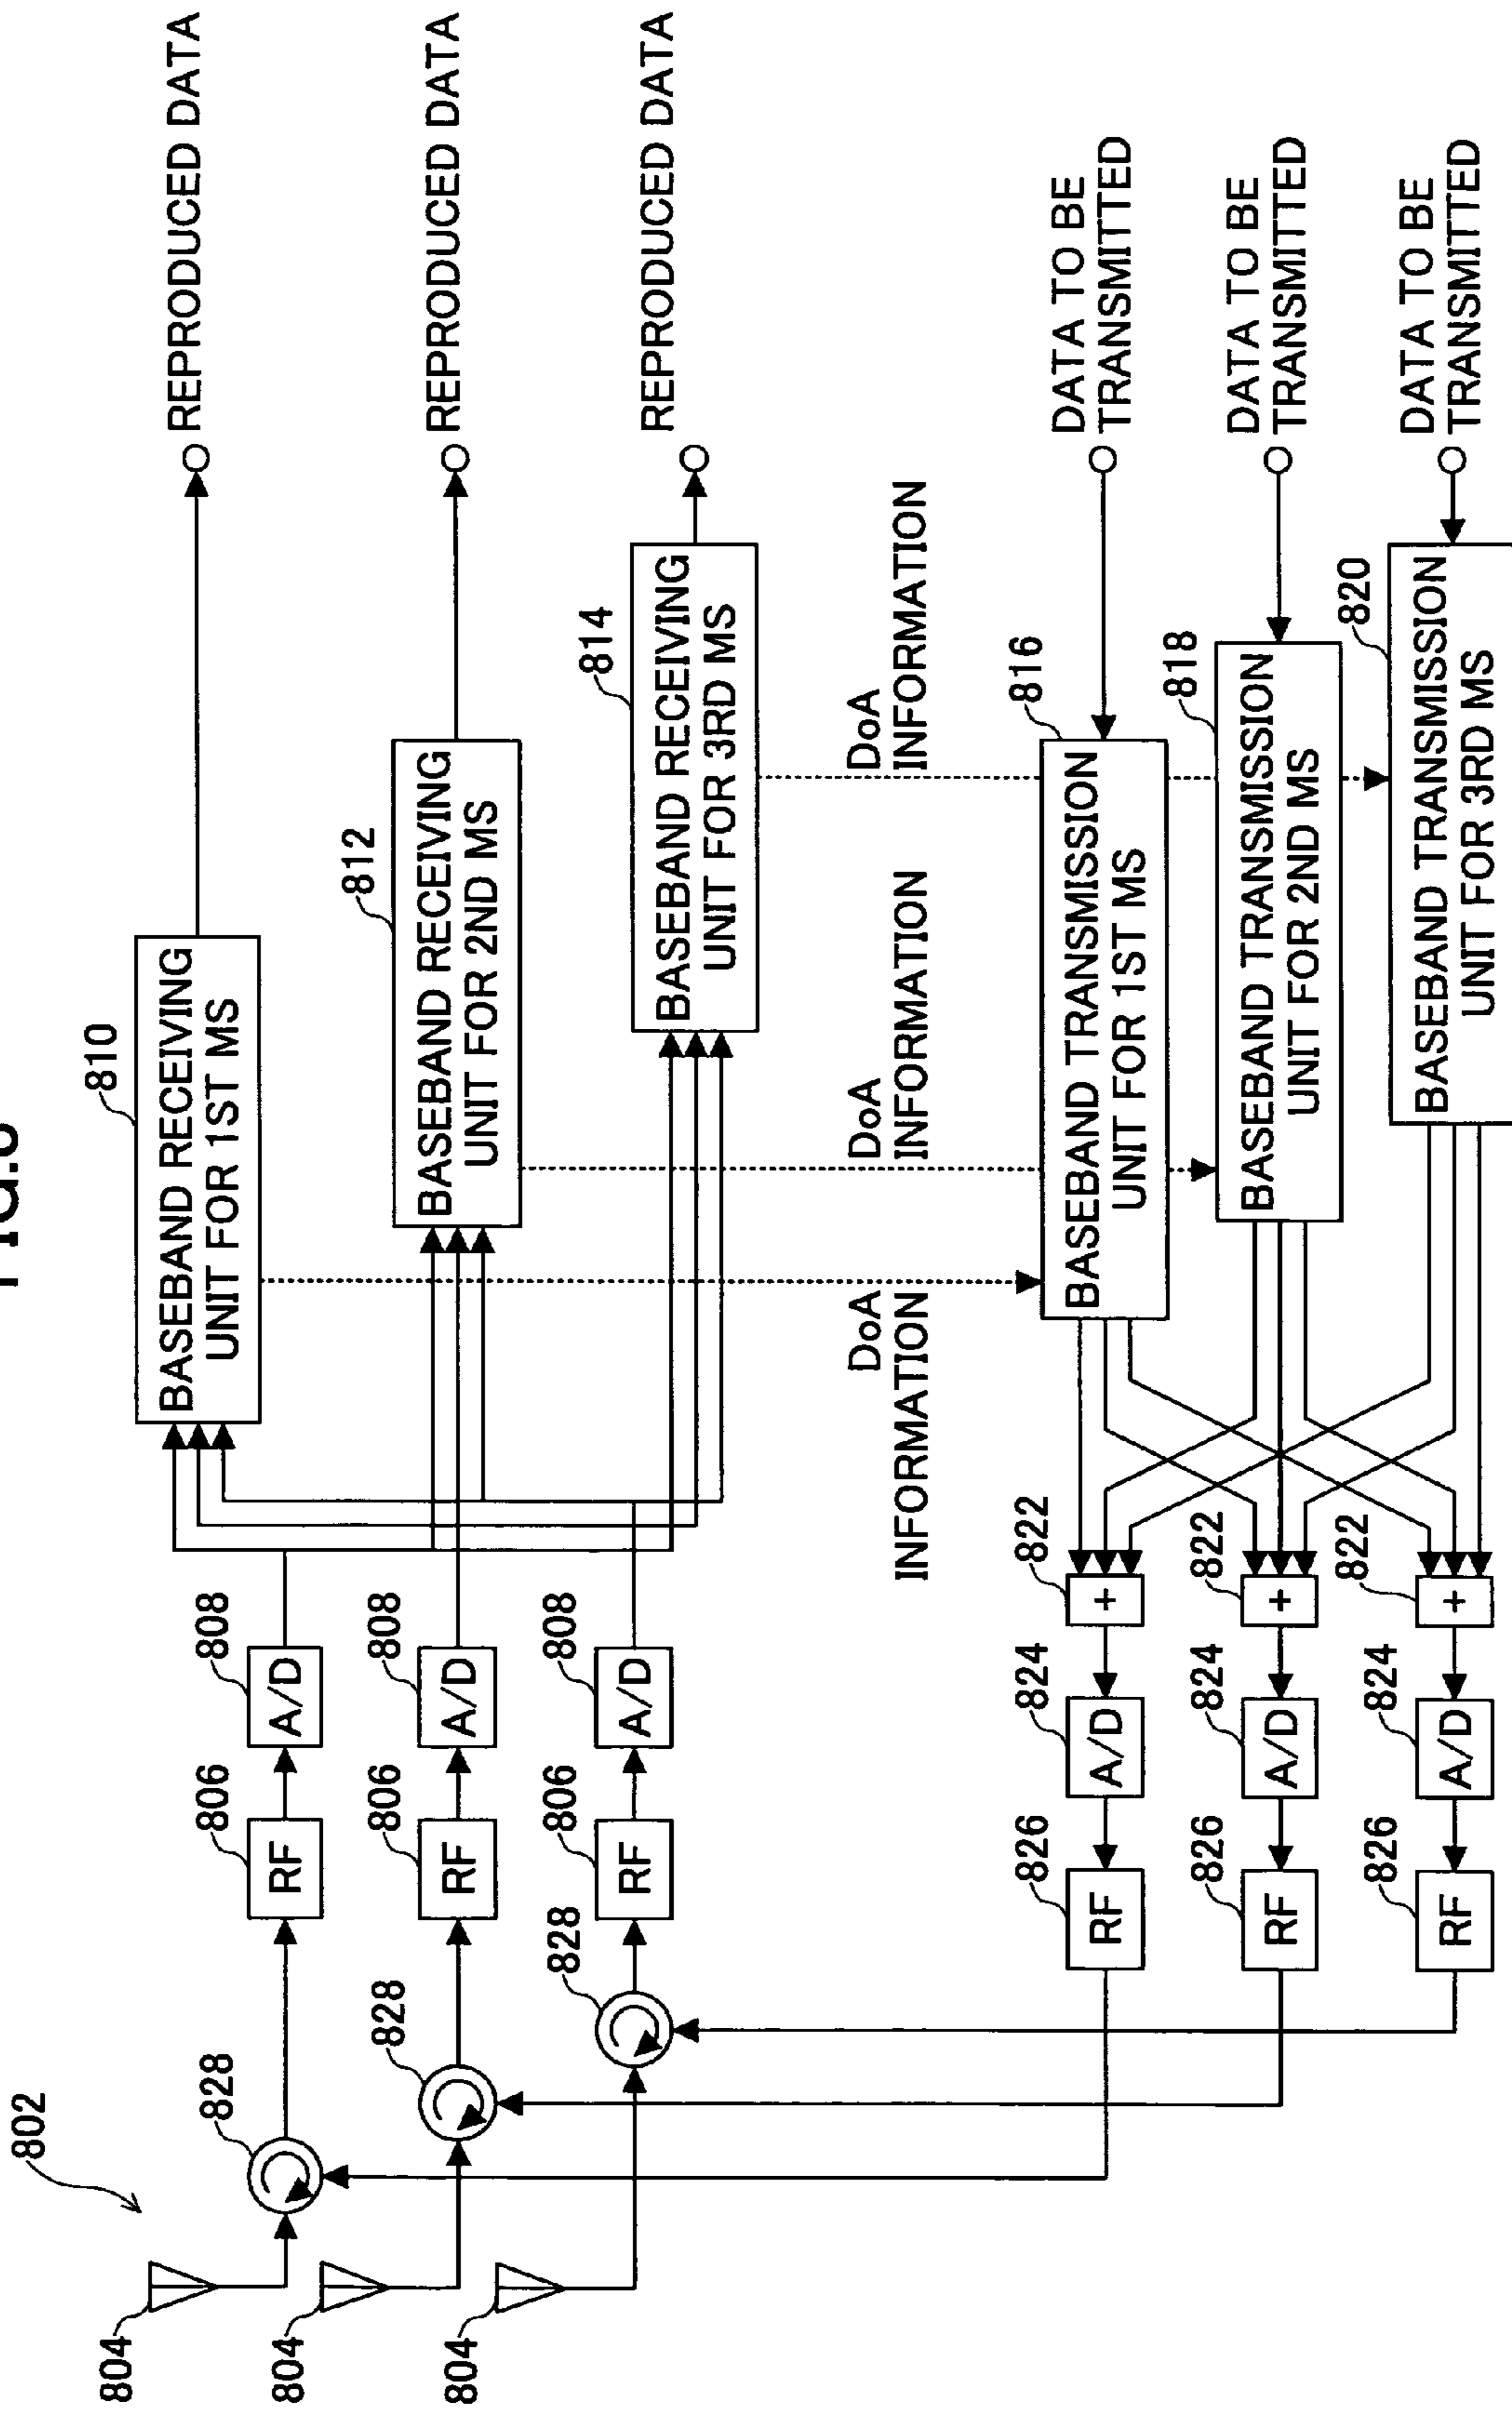 802
804
804
804
828
828
828
806
RF
806
RF
806
RF
808
A/D
808
A/D
808
A/D
810
BASEBAND RECEIVING
UNIT FOR 1ST MS
812
BASEBAND RECEIVING
UNIT FOR 2ND MS
814
BASEBAND RECEIVING
UNIT FOR 3RD MS
REPRODUCED DATA
REPRODUCED DATA
REPRODUCED DATA
DoA
INFORMATION
DoA
INFORMATION
DoA
INFORMATION
826
RF
826
RF
826
RF
824
A/D
824
A/D
824
A/D
822
+
822
+
822
+
816
BASEBAND TRANSMISSION
UNIT FOR 1ST MS
818
BASEBAND TRANSMISSION
UNIT FOR 2ND MS
820
BASEBAND TRANSMISSION
UNIT FOR 3RD MS
DATA TO BE
TRANSMITTED
DATA TO BE
TRANSMITTED
DATA TO BE
TRANSMITTED